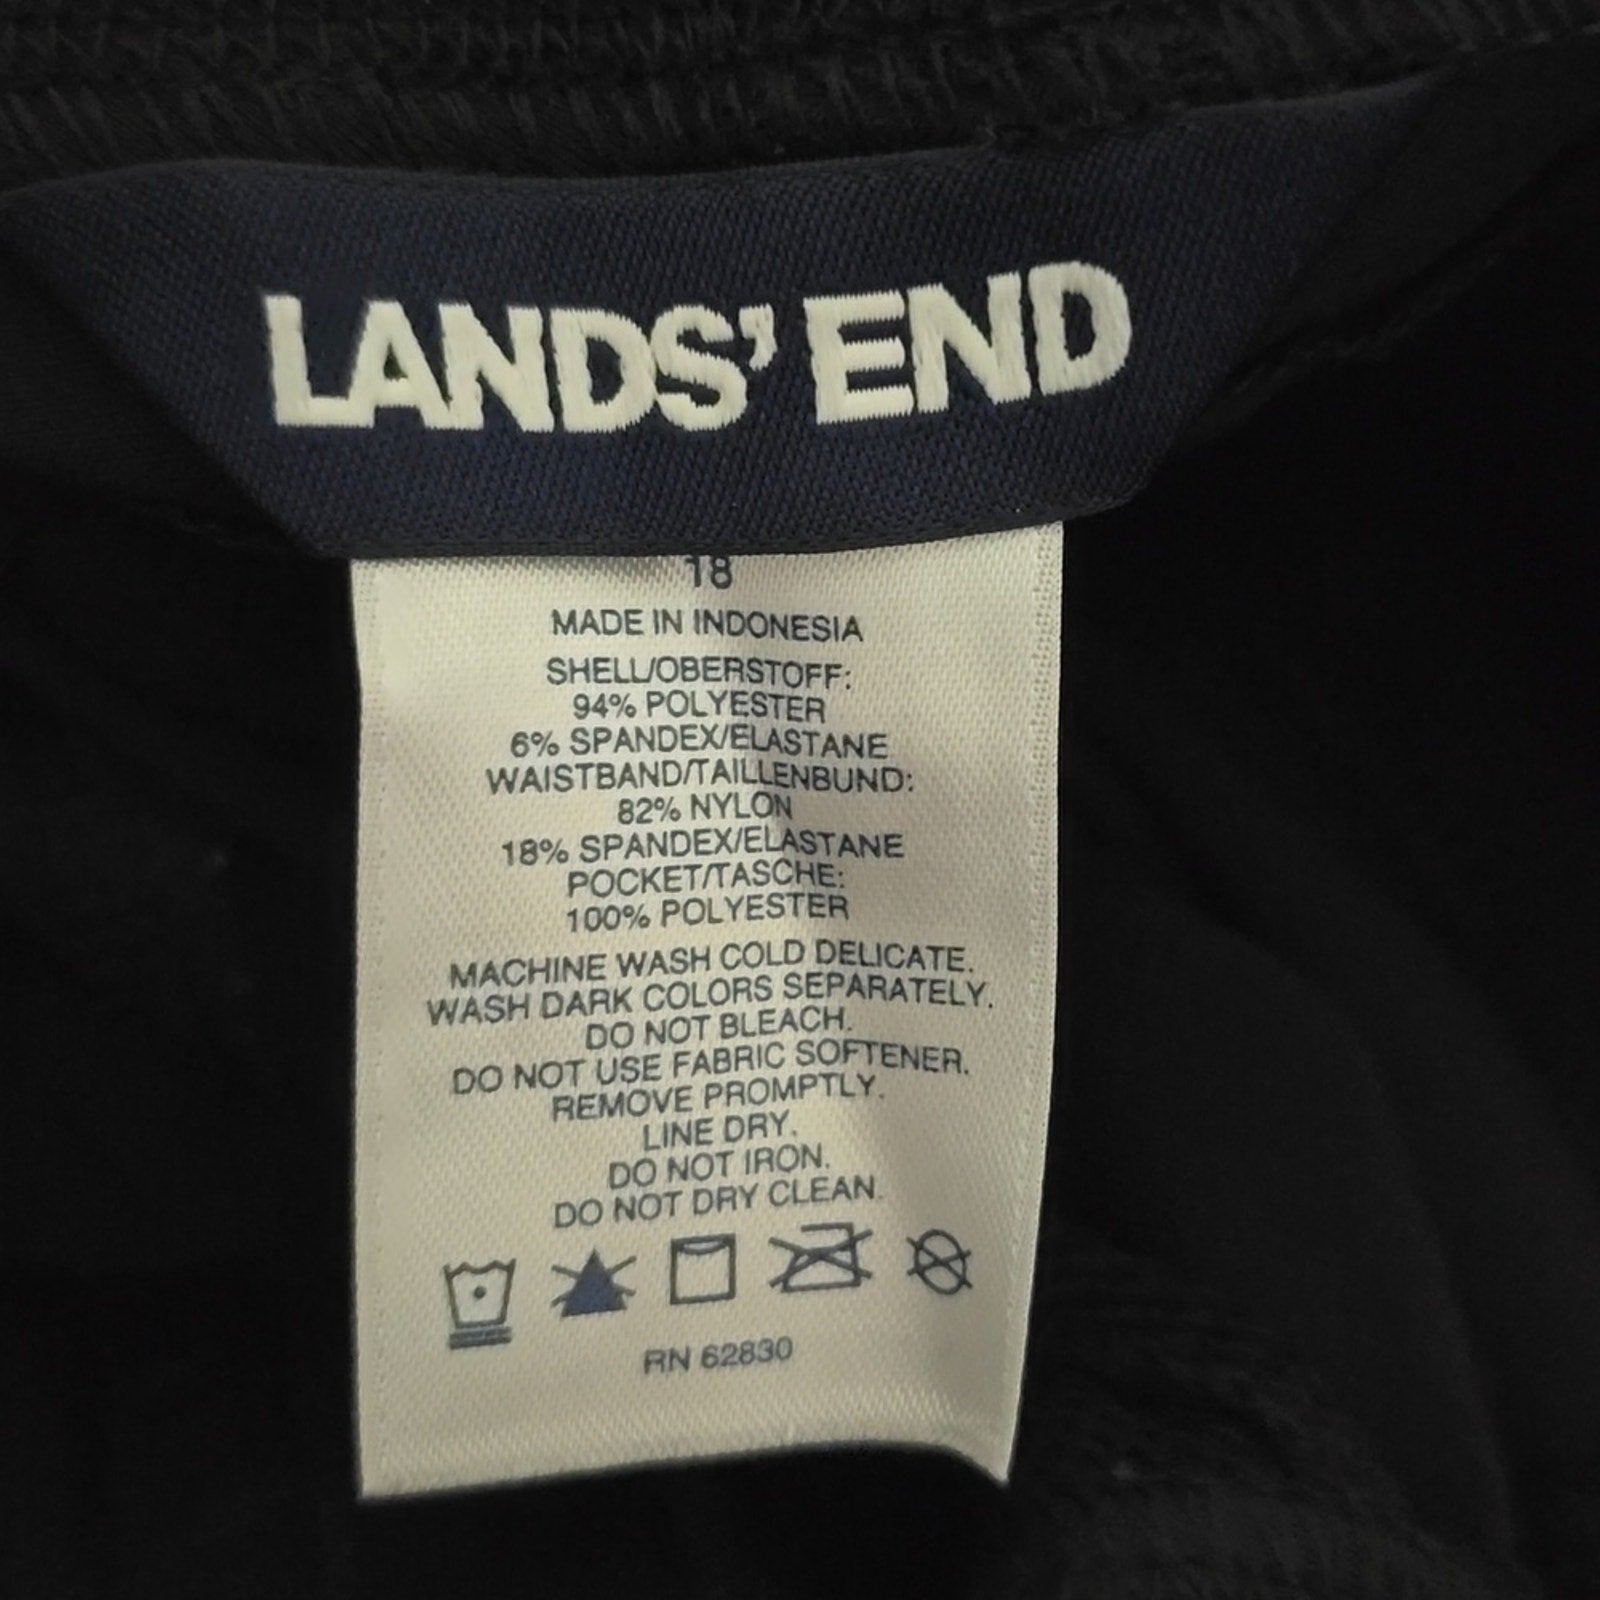 LANDS' END
18
MADE IN INDONESIA
SHELL/OBERSTOFF:
94% POLYESTER
6% SPANDEX/ELASTANE
WAISTBAND/TAILLENBUND:
82% NYLON
18% SPANDEX/ELASTANE
POCKET/TASCHE:
100% POLYESTER
MACHINE WASH COLD DELICATE.
WASH DARK COLORS SEPARATELY.
DO NOT BLEACH.
DO NOT USE FABRIC SOFTENER.
REMOVE PROMPTLY.
LINE DRY.
DO NOT IRON.
DO NOT DRY CLEAN.
RN 62830